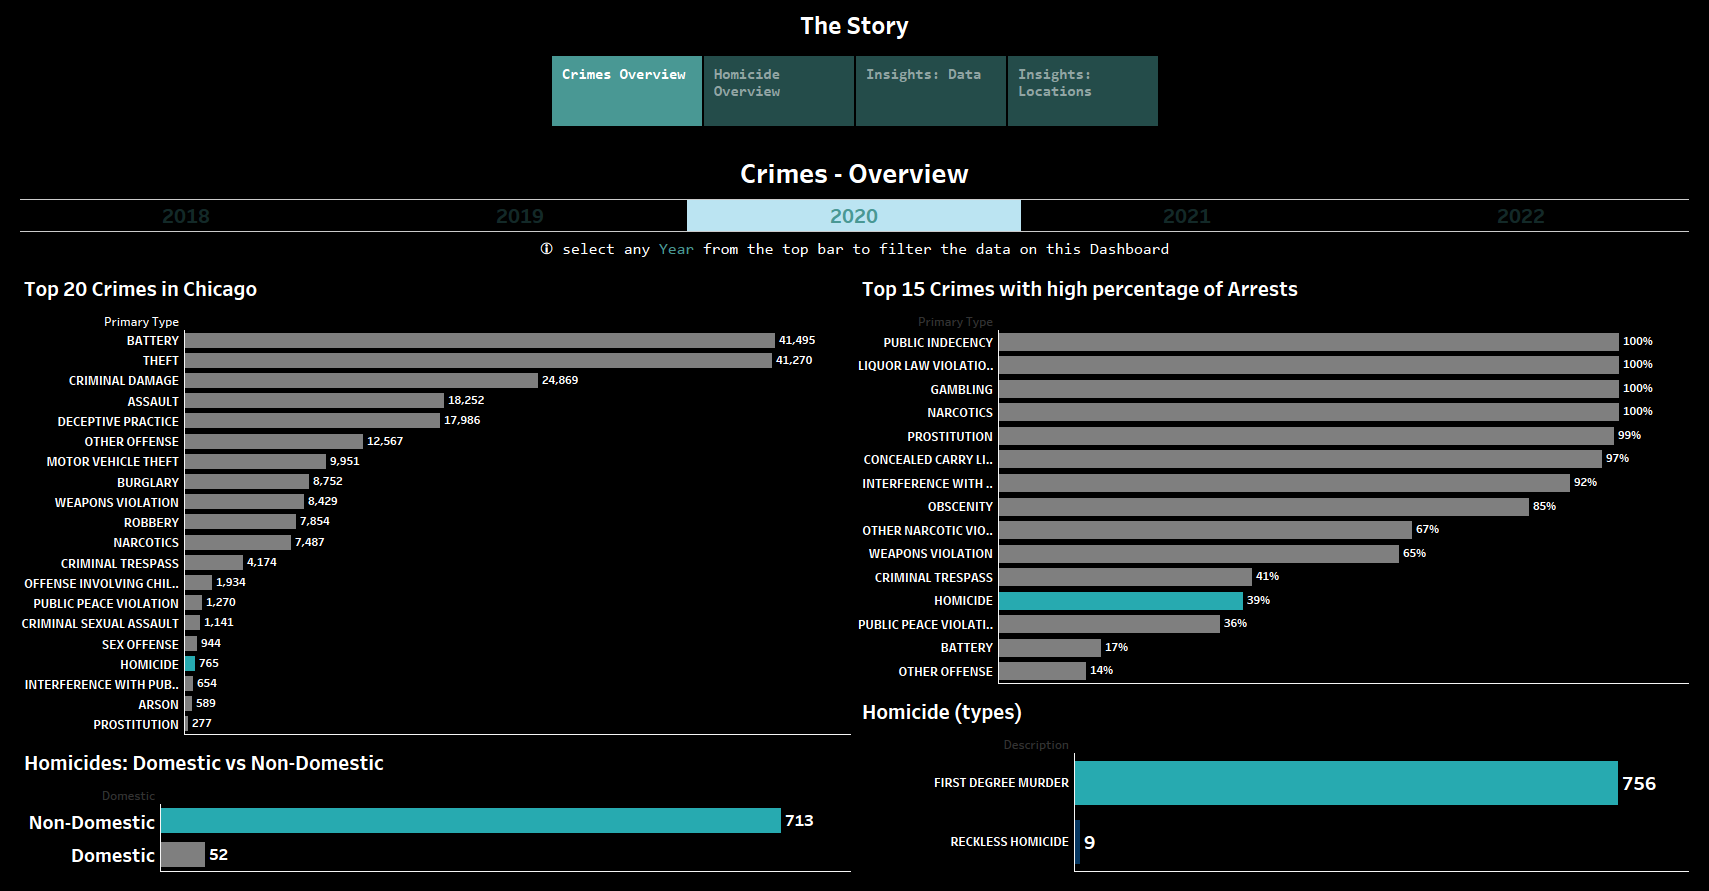 The Story
Crimes Overview
Homicide
Overview
Insights: Data
Insights:
Locations
Crimes - Overview
2018 2019 2020 2021 2022
🛈 select any Year from the top bar to filter the data on this Dashboard
Top 20 Crimes in Chicago
Primary Type
BATTERY 41,495
THEFT 41,270
CRIMINAL DAMAGE 24,869
ASSAULT 18,252
DECEPTIVE PRACTICE 17,986
OTHER OFFENSE 12,567
MOTOR VEHICLE THEFT 9,951
BURGLARY 8,752
WEAPONS VIOLATION 8,429
ROBBERY 7,854
NARCOTICS 7,487
CRIMINAL TRESPASS 4,174
OFFENSE INVOLVING CHIL.. 1,934
PUBLIC PEACE VIOLATION 1,270
CRIMINAL SEXUAL ASSAULT 1,141
SEX OFFENSE 944
HOMICIDE 765
INTERFERENCE WITH PUB.. 654
ARSON 589
PROSTITUTION 277
Homicides: Domestic vs Non-Domestic
Domestic
Non-Domestic 713
Domestic 52
Top 15 Crimes with high percentage of Arrests
Primary Type
PUBLIC INDECENCY 100%
LIQUOR LAW VIOLATIO.. 100%
GAMBLING 100%
NARCOTICS 100%
PROSTITUTION 99%
CONCEALED CARRY LI.. 97%
INTERFERENCE WITH .. 92%
OBSCENITY 85%
OTHER NARCOTIC VIO.. 67%
WEAPONS VIOLATION 65%
CRIMINAL TRESPASS 41%
HOMICIDE 39%
PUBLIC PEACE VIOLATI.. 36%
BATTERY 17%
OTHER OFFENSE 14%
Homicide (types)
Description
FIRST DEGREE MURDER 756
RECKLESS HOMICIDE 9